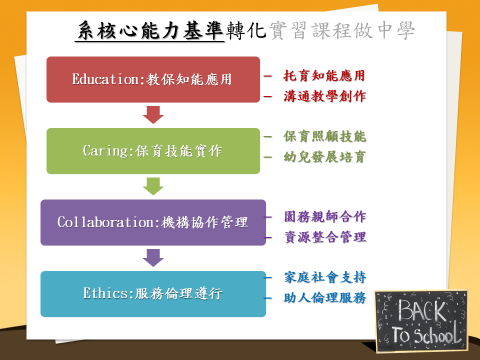 系核心能力基準轉化實習課程做中學
Education:教保知能應用
– 托育知能應用
– 溝通教學創作
Caring:保育技能實作
– 保育照顧技能
– 幼兒發展培育
Collaboration:機構協作管理
– 園務親師合作
– 資源整合管理
Ethics:服務倫理遵行
– 家庭社會支持
– 助人倫理服務
BACK
To School